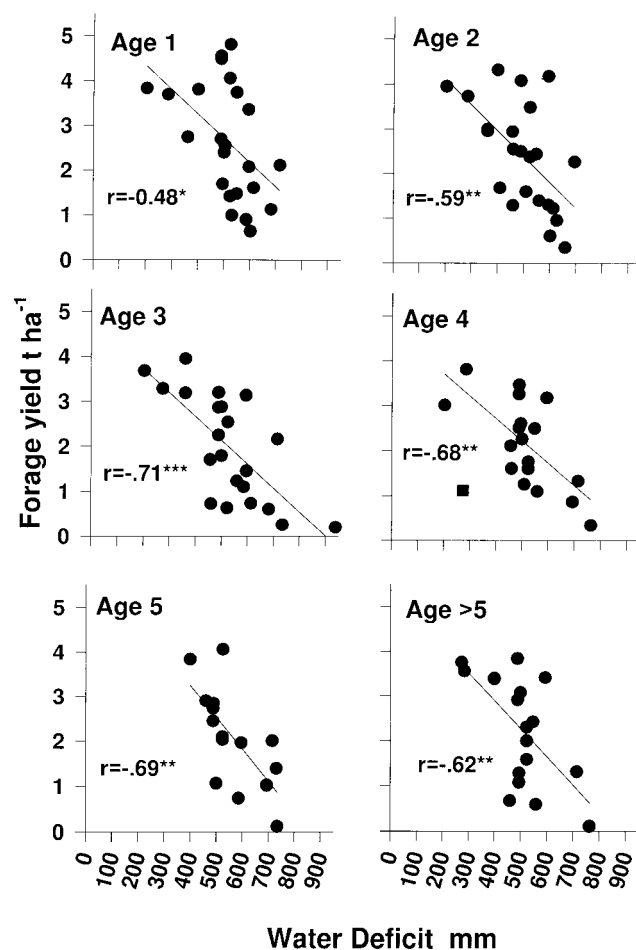 5
4
3
2
1
0
Age 1
r=-0.48*
Age 2
r=-.59**
Forage yield t ha-1
5
4
3
2
1
0
Age 3
r=-.71***
Age 4
r=-.68**
5
4
3
2
1
0
Age 5
r=-.69**
Age >5
r=-.62**
0 100 200 300 400 500 600 700 800 900
0 100 200 300 400 500 600 700 800 900
Water Deficit mm